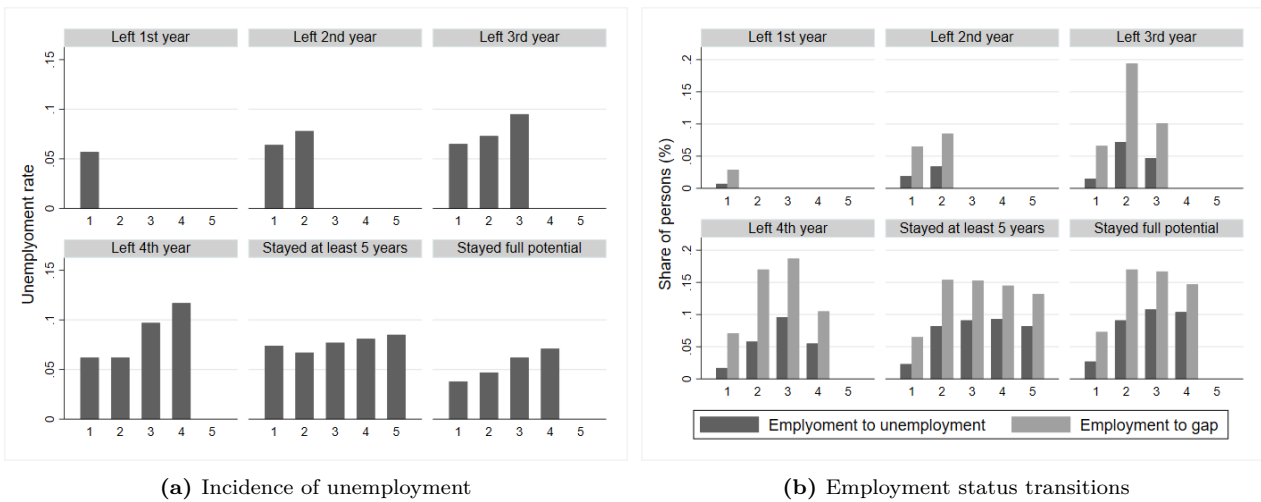 Unemplyoment rate
Left 1st year
Left 2nd year
Left 3rd year
.15
.1
.05
0
1 2 3 4 5
1 2 3 4 5
1 2 3 4 5
Left 4th year
Stayed at least 5 years
Stayed full potential
.15
.1
.05
0
1 2 3 4 5
1 2 3 4 5
1 2 3 4 5
(a) Incidence of unemployment
Share of persons (%)
Left 1st year
Left 2nd year
Left 3rd year
.2
.15
.1
.05
0
1 2 3 4 5
1 2 3 4 5
1 2 3 4 5
Left 4th year
Stayed at least 5 years
Stayed full potential
.2
.15
.1
.05
0
1 2 3 4 5
1 2 3 4 5
1 2 3 4 5
Emplyoment to unemployment
Employment to gap
(b) Employment status transitions